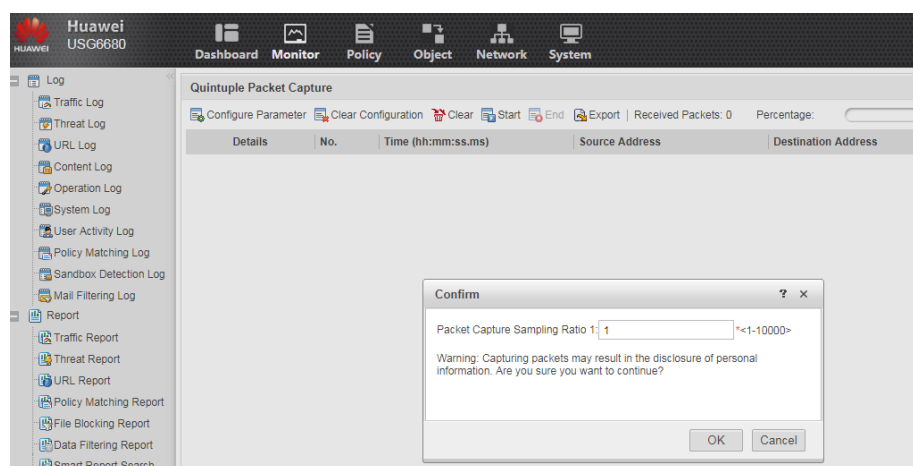 Huawei
USG6680
HUAWEI
Dashboard Monitor Policy Object Network System
Log
Traffic Log
Threat Log
URL Log
Content Log
Operation Log
System Log
User Activity Log
Policy Matching Log
Sandbox Detection Log
Mail Filtering Log
Report
Traffic Report
Threat Report
URL Report
Policy Matching Report
File Blocking Report
Data Filtering Report
Smart Report Search
Quintuple Packet Capture
Configure Parameter Clear Configuration Clear Start End Export | Received Packets: 0 Percentage:
Details No. Time (hh:mm:ss.ms) Source Address Destination Address
Confirm ? ×
Packet Capture Sampling Ratio 1: 1 *<1-10000>
Warning: Capturing packets may result in the disclosure of personal
information. Are you sure you want to continue?
OK Cancel